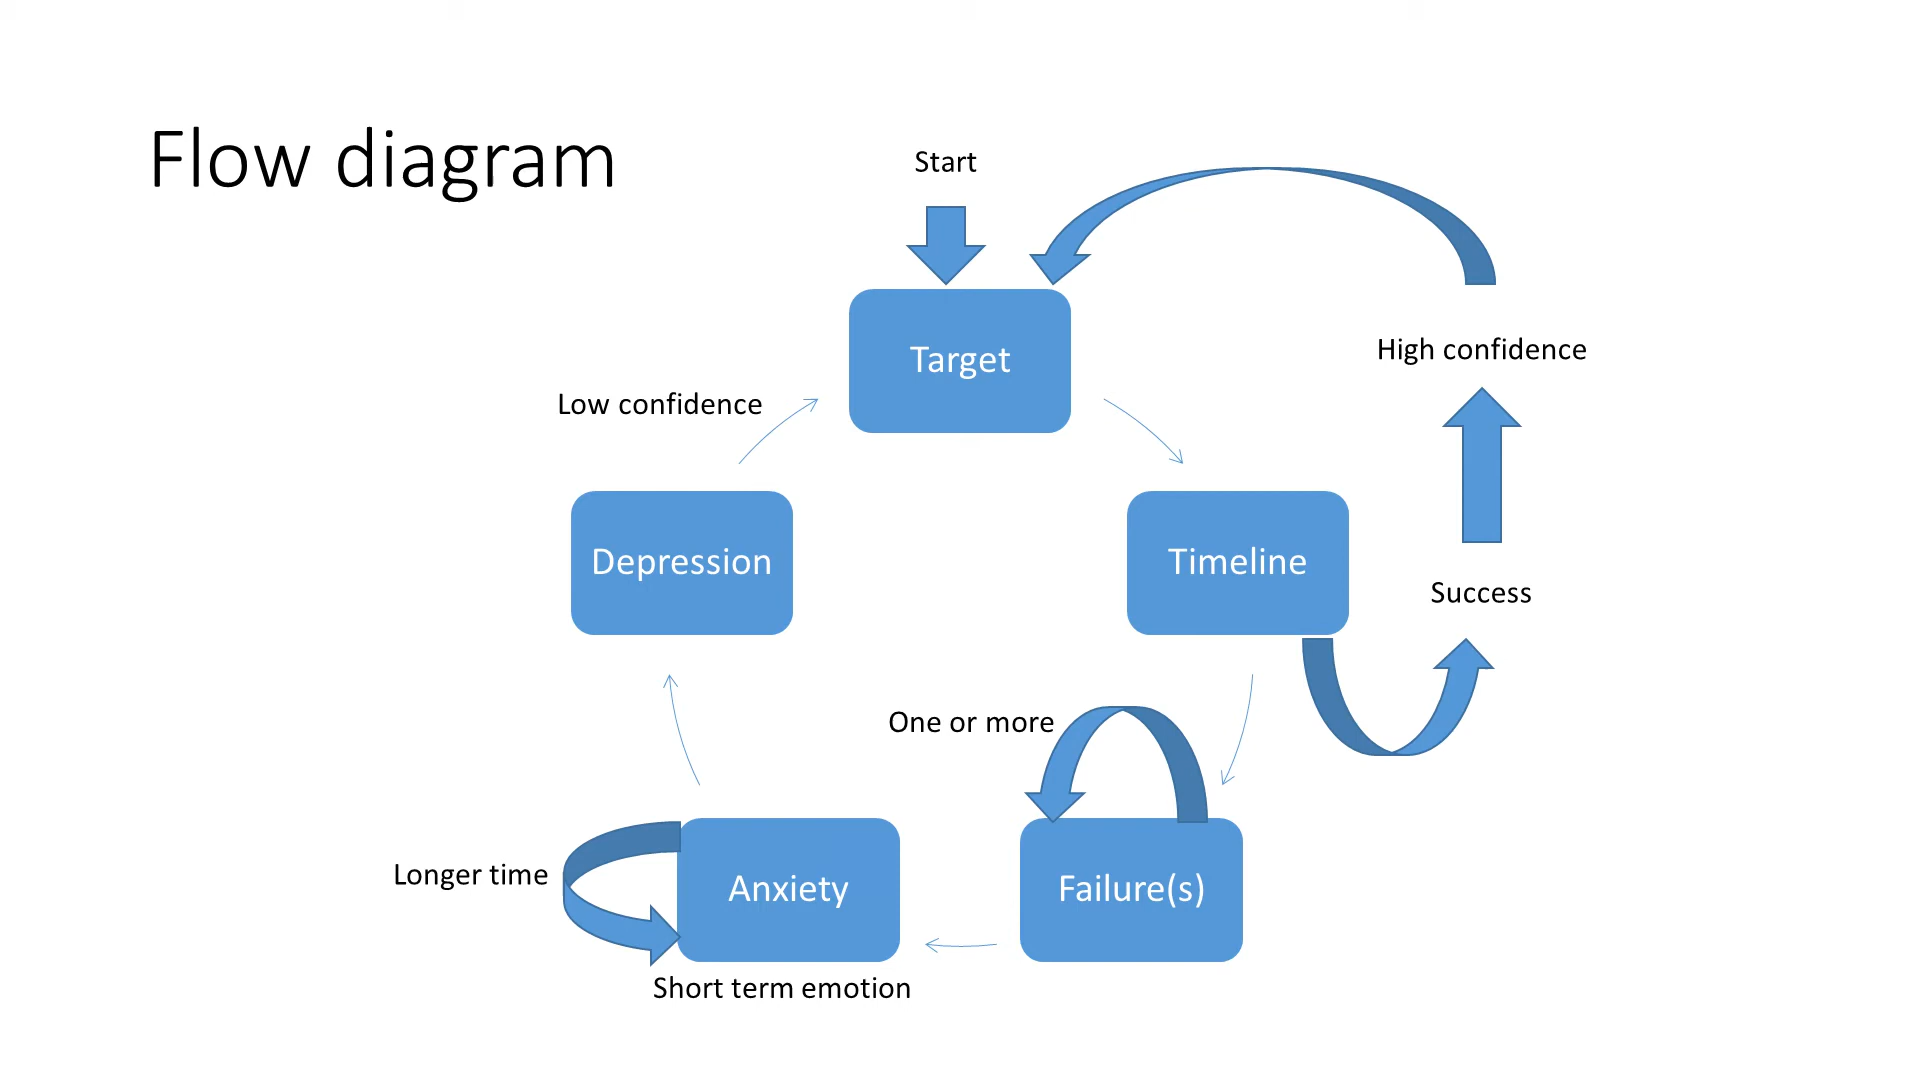 Flow diagram
Start
Target
High confidence
Low confidence
Depression
Timeline
Success
One or more
Longer time
Anxiety
Failure(s)
Short term emotion